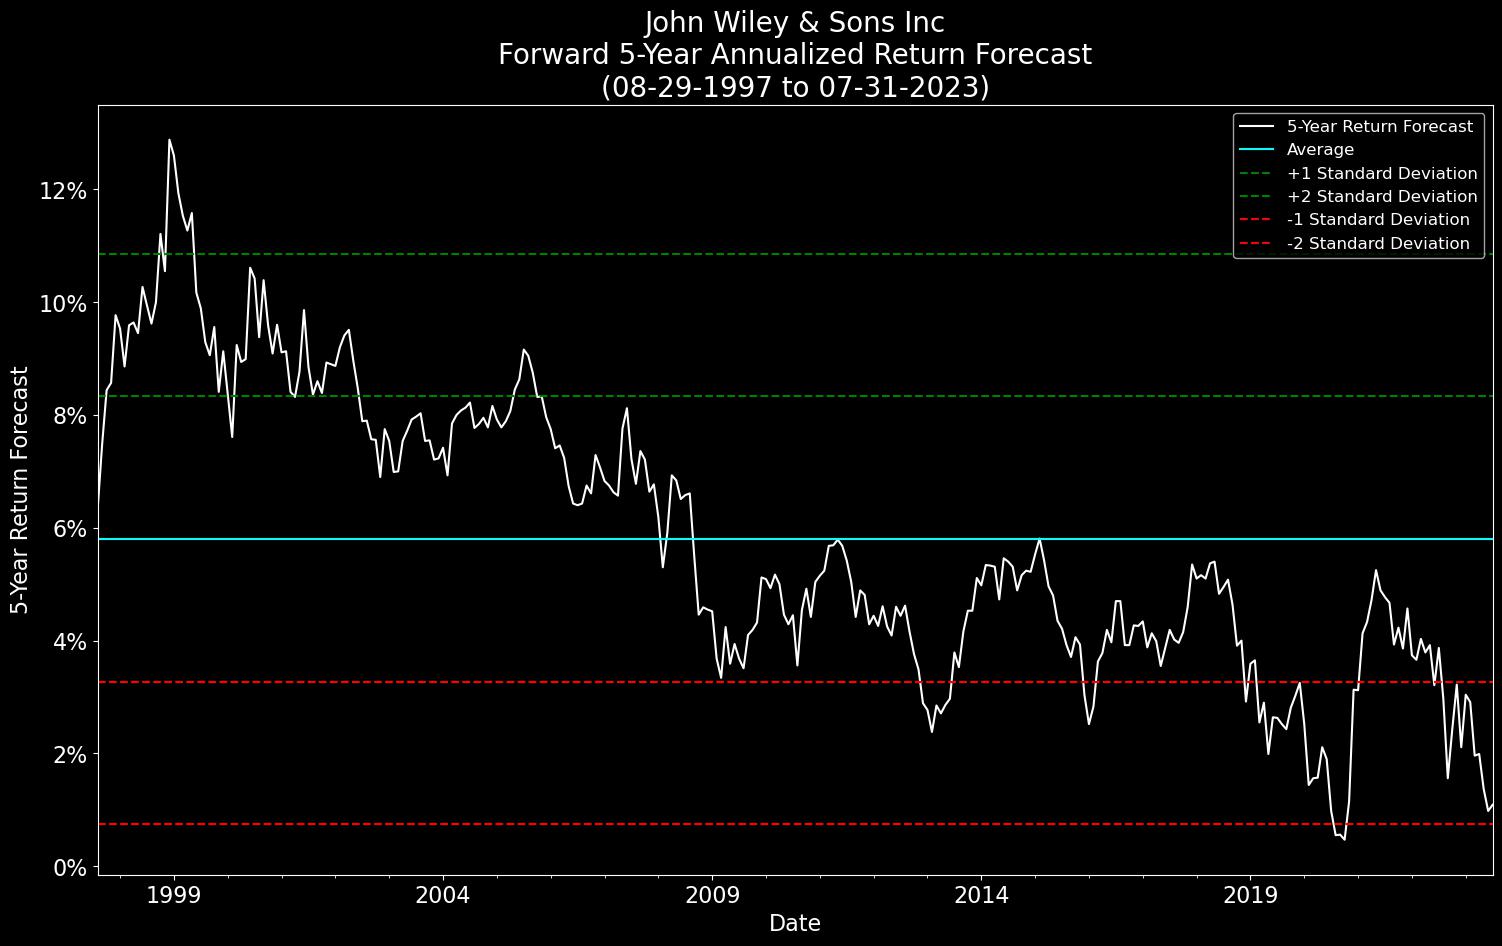 John Wiley & Sons Inc
Forward 5-Year Annualized Return Forecast
(08-29-1997 to 07-31-2023)
5-Year Return Forecast
Average
+1 Standard Deviation
+2 Standard Deviation
-1 Standard Deviation
-2 Standard Deviation
12%
10%
8%
6%
4%
2%
0%
5-Year Return Forecast
1999
2004
2009
2014
2019
Date